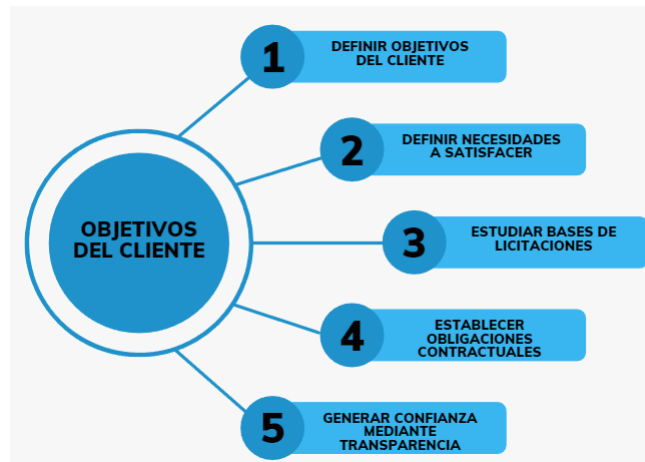 1
DEFINIR OBJETIVOS
DEL CLIENTE
2
DEFINIR NECESIDADES
A SATISFACER
OBJETIVOS
DEL CLIENTE
3
ESTUDIAR BASES DE
LICITACIONES
4
ESTABLECER
OBLIGACIONES
CONTRACTUALES
5
GENERAR CONFIANZA
MEDIANTE
TRANSPARENCIA